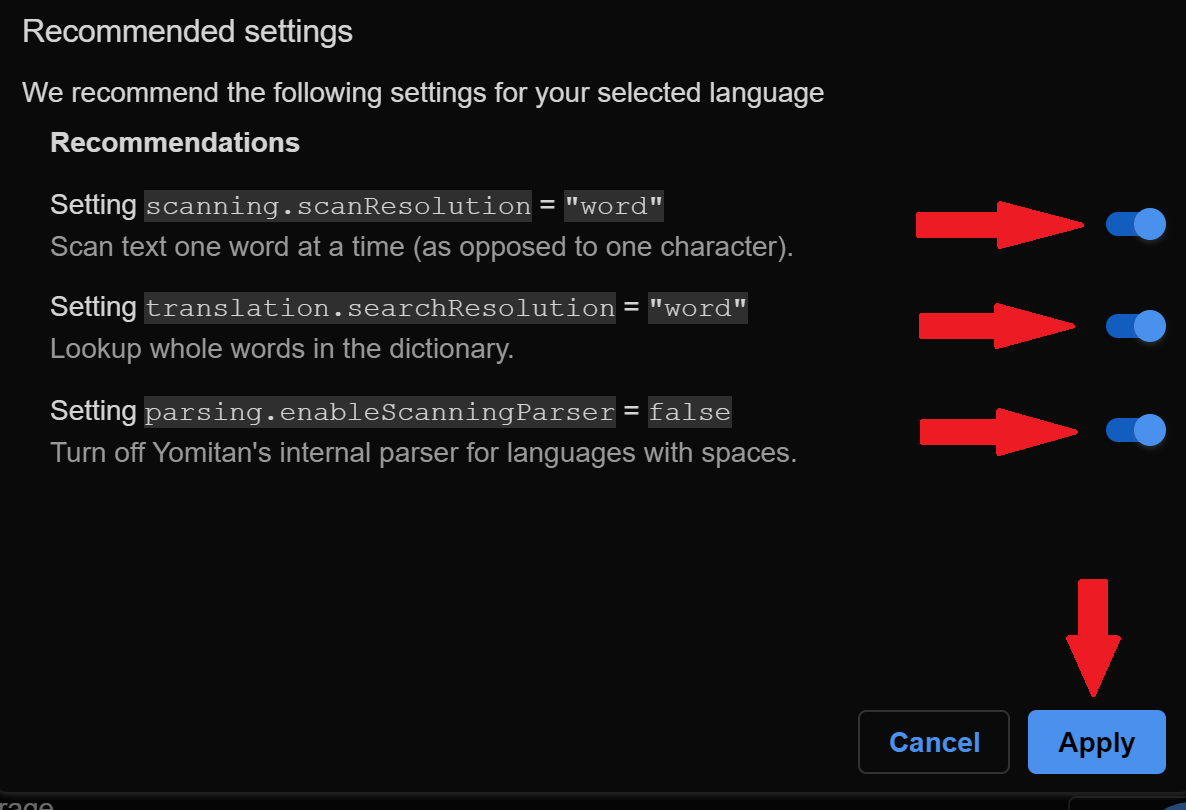 Recommended settings
We recommend the following settings for your selected language
Recommendations
Setting scanning.scanResolution = "word"
Scan text one word at a time (as opposed to one character).
Setting translation.searchResolution = "word"
Lookup whole words in the dictionary.
Setting parsing.enableScanningParser = false
Turn off Yomitan's internal parser for languages with spaces.
Cancel Apply